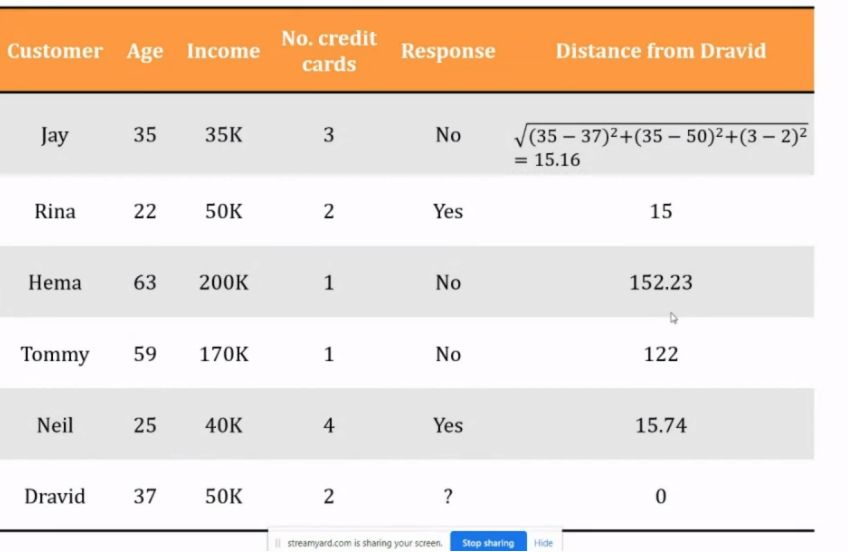 Customer Age Income No. credit cards Response Distance from Dravid
Jay 35 35K 3 No √(35 − 37)²+(35 − 50)²+(3 − 2)²
= 15.16
Rina 22 50K 2 Yes 15
Hema 63 200K 1 No 152.23
Tommy 59 170K 1 No 122
Neil 25 40K 4 Yes 15.74
Dravid 37 50K 2 ? 0
streamyard.com is sharing your screen. Stop sharing Hide